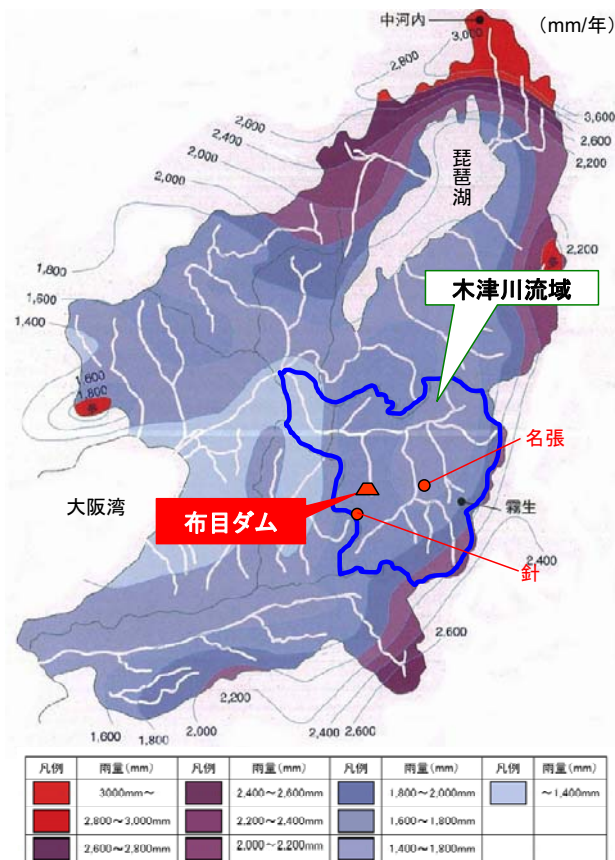 中河内
(mm/年)
3,000
2,800
2,600
2,400
2,000
2,000
3,600
2,600
2,200
琵琶湖
1,800
1,600
1,400
2,200
多
木津川流域
1,600
1,800
多
名張
大阪湾
布目ダム
霧生
針
2,400
2,600
2,200
2,000
1,800
1,600
2,400 2,600
凡例 雨量(mm) 凡例 雨量(mm) 凡例 雨量(mm) 凡例 雨量(mm)
3000mm~ 2,400~2,600mm 1,800~2,000mm ~1,400mm
2,800~3,000mm 2,200~2,400mm 1,600~1,800mm
2,600~2,800mm 2,000~2,200mm 1,400~1,800mm